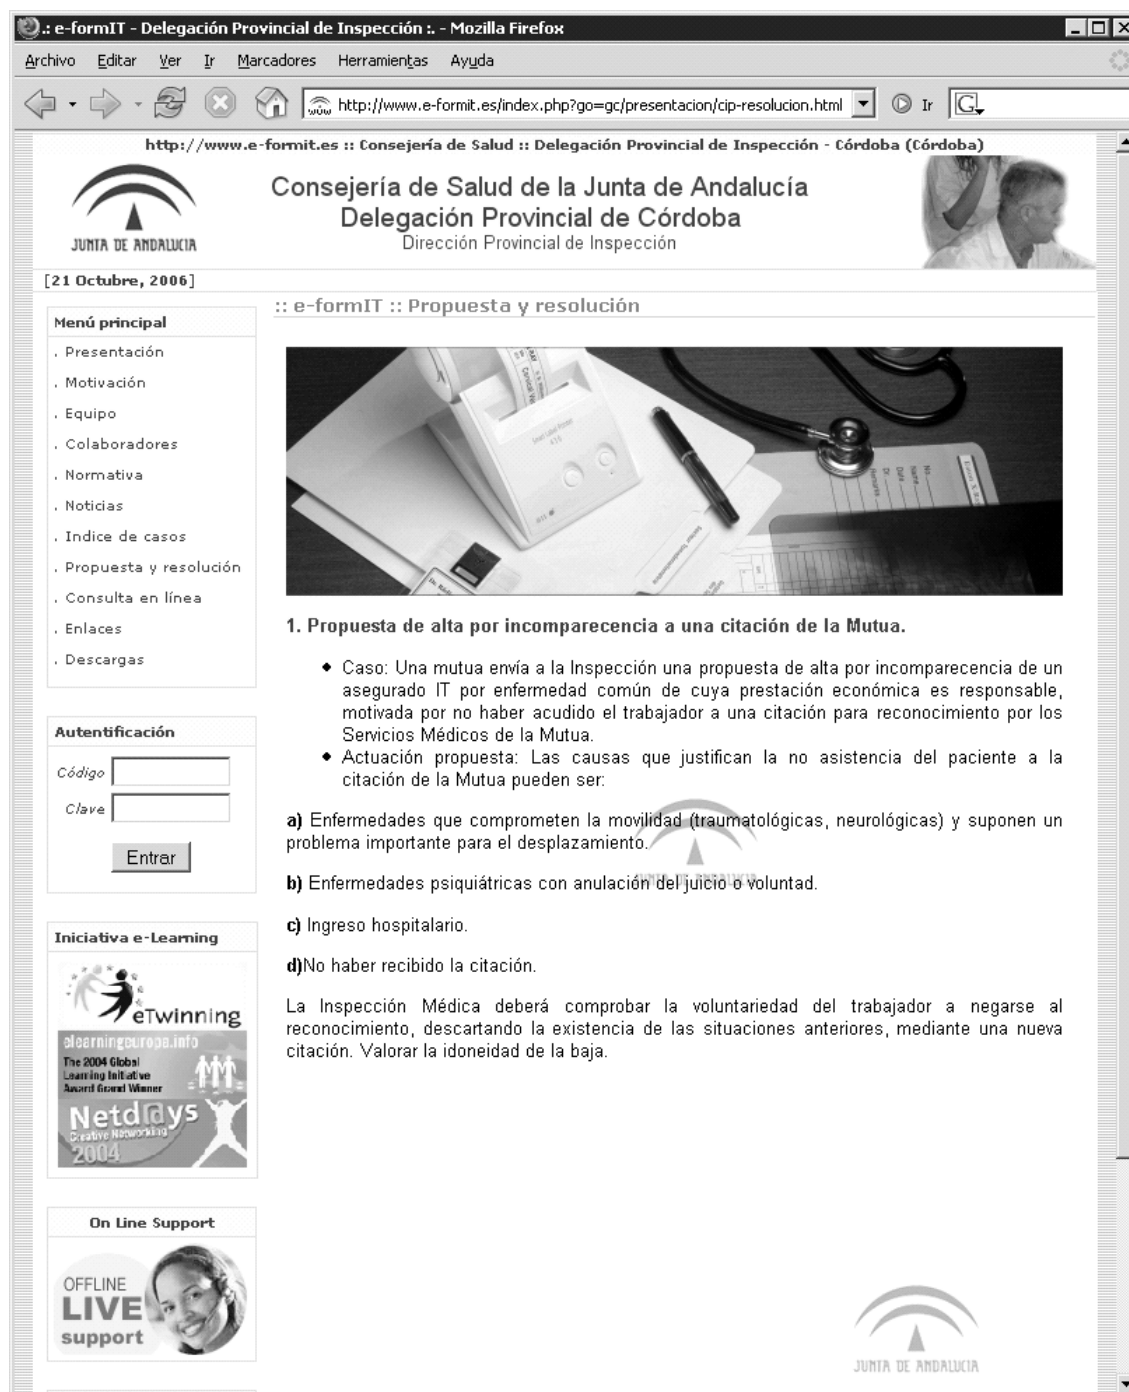 .: e-formIT - Delegación Provincial de Inspección :. - Mozilla Firefox
Archivo Editar Ver Ir Marcadores Herramientas Ayuda
http://www.e-formit.es/index.php?go=gc/presentacion/cip-resolucion.html Ir
http://www.e-formit.es :: Consejería de Salud :: Delegación Provincial de Inspección - Córdoba (Córdoba)
JUNTA DE ANDALUCIA
Consejería de Salud de la Junta de Andalucía
Delegación Provincial de Córdoba
Dirección Provincial de Inspección
[21 Octubre, 2006]
Menú principal
. Presentación
. Motivación
. Equipo
. Colaboradores
. Normativa
. Noticias
. Indice de casos
. Propuesta y resolución
. Consulta en línea
. Enlaces
. Descargas
Autentificación
Código
Clave
Entrar
Iniciativa e-Learning
eTwinning
elearningeuropa.info
The 2004 Global
Learning Initiative
Award Grand Winner
Netd@ys
Creative Networking
2004
On Line Support
OFFLINE
LIVE
support
:: e-formIT :: Propuesta y resolución
Smart Label Printer
1. Propuesta de alta por incomparecencia a una citación de la Mutua.
• Caso: Una mutua envía a la Inspección una propuesta de alta por incomparecencia de un
asegurado IT por enfermedad común de cuya prestación económica es responsable,
motivada por no haber acudido el trabajador a una citación para reconocimiento por los
Servicios Médicos de la Mutua.
• Actuación propuesta: Las causas que justifican la no asistencia del paciente a la
citación de la Mutua pueden ser:
a) Enfermedades que comprometen la movilidad (traumatológicas, neurológicas) y suponen un
problema importante para el desplazamiento.
b) Enfermedades psiquiátricas con anulación del juicio o voluntad.
JUNTA DE ANDALUCIA
c) Ingreso hospitalario.
d)No haber recibido la citación.
La Inspección Médica deberá comprobar la voluntariedad del trabajador a negarse al
reconocimiento, descartando la existencia de las situaciones anteriores, mediante una nueva
citación. Valorar la idoneidad de la baja.
JUNTA DE ANDALUCIA